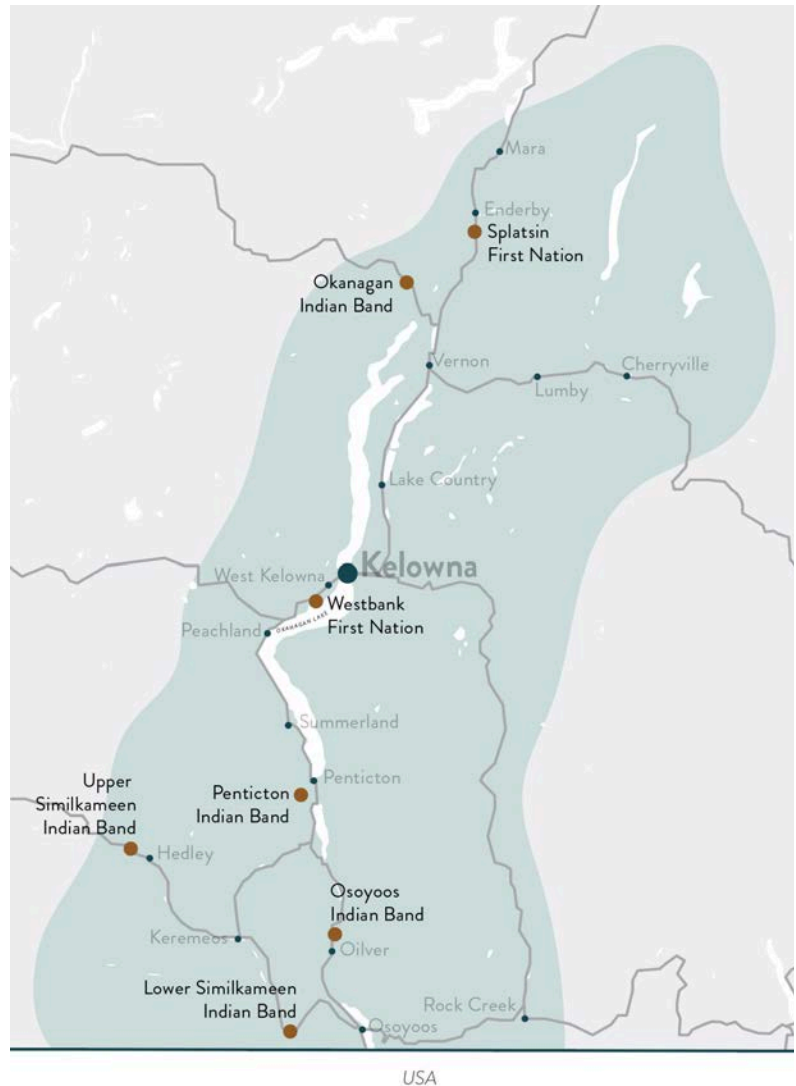 Mara
Enderby
Splatsin
First Nation
Okanagan
Indian Band
Vernon
Cherryville
Lumby
Lake Country
Kelowna
West Kelowna
Westbank
First Nation
OKANAGAN LAKE
Peachland
Summerland
Upper
Similkameen
Indian Band
Penticton
Penticton
Indian Band
Hedley
Osoyoos
Indian Band
Keremeos
Oilver
Lower Similkameen
Indian Band
Rock Creek
Osoyoos
USA